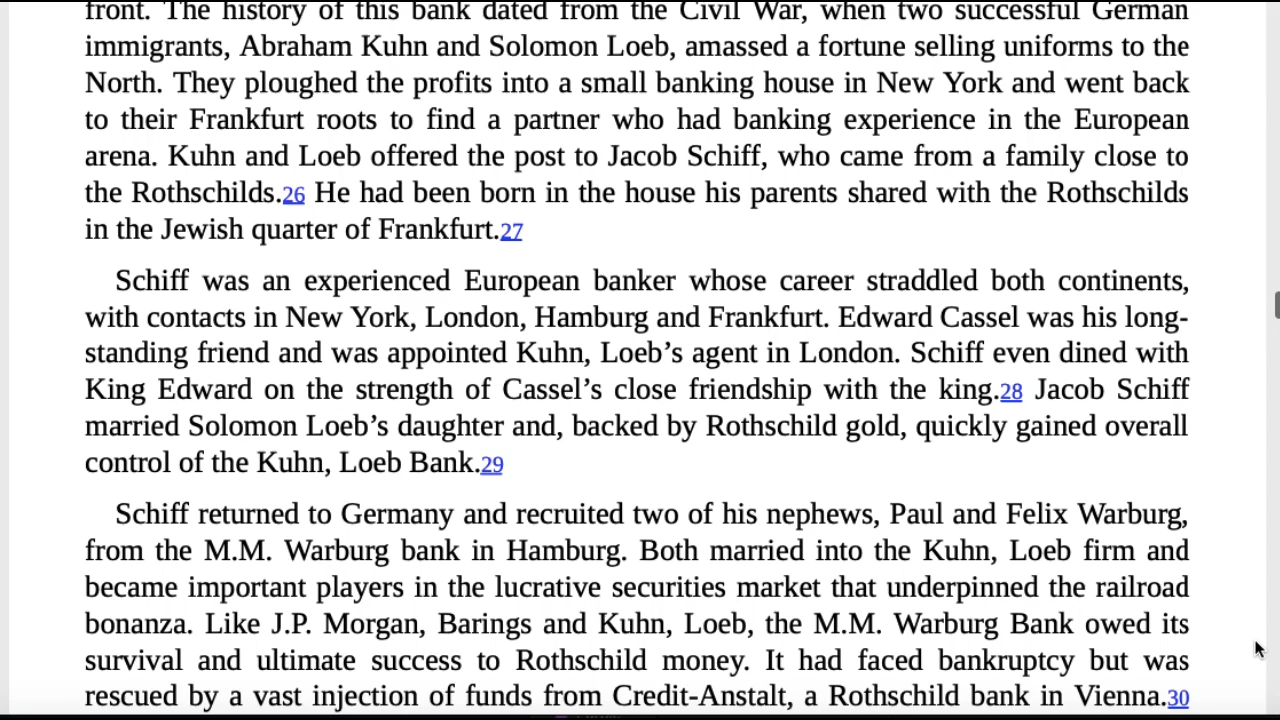 front. The history of this bank dated from the Civil War, when two successful German
immigrants, Abraham Kuhn and Solomon Loeb, amassed a fortune selling uniforms to the
North. They ploughed the profits into a small banking house in New York and went back
to their Frankfurt roots to find a partner who had banking experience in the European
arena. Kuhn and Loeb offered the post to Jacob Schiff, who came from a family close to
the Rothschilds.26 He had been born in the house his parents shared with the Rothschilds
in the Jewish quarter of Frankfurt.27
Schiff was an experienced European banker whose career straddled both continents,
with contacts in New York, London, Hamburg and Frankfurt. Edward Cassel was his long-
standing friend and was appointed Kuhn, Loeb’s agent in London. Schiff even dined with
King Edward on the strength of Cassel’s close friendship with the king.28 Jacob Schiff
married Solomon Loeb’s daughter and, backed by Rothschild gold, quickly gained overall
control of the Kuhn, Loeb Bank.29
Schiff returned to Germany and recruited two of his nephews, Paul and Felix Warburg,
from the M.M. Warburg bank in Hamburg. Both married into the Kuhn, Loeb firm and
became important players in the lucrative securities market that underpinned the railroad
bonanza. Like J.P. Morgan, Barings and Kuhn, Loeb, the M.M. Warburg Bank owed its
survival and ultimate success to Rothschild money. It had faced bankruptcy but was
rescued by a vast injection of funds from Credit-Anstalt, a Rothschild bank in Vienna.30